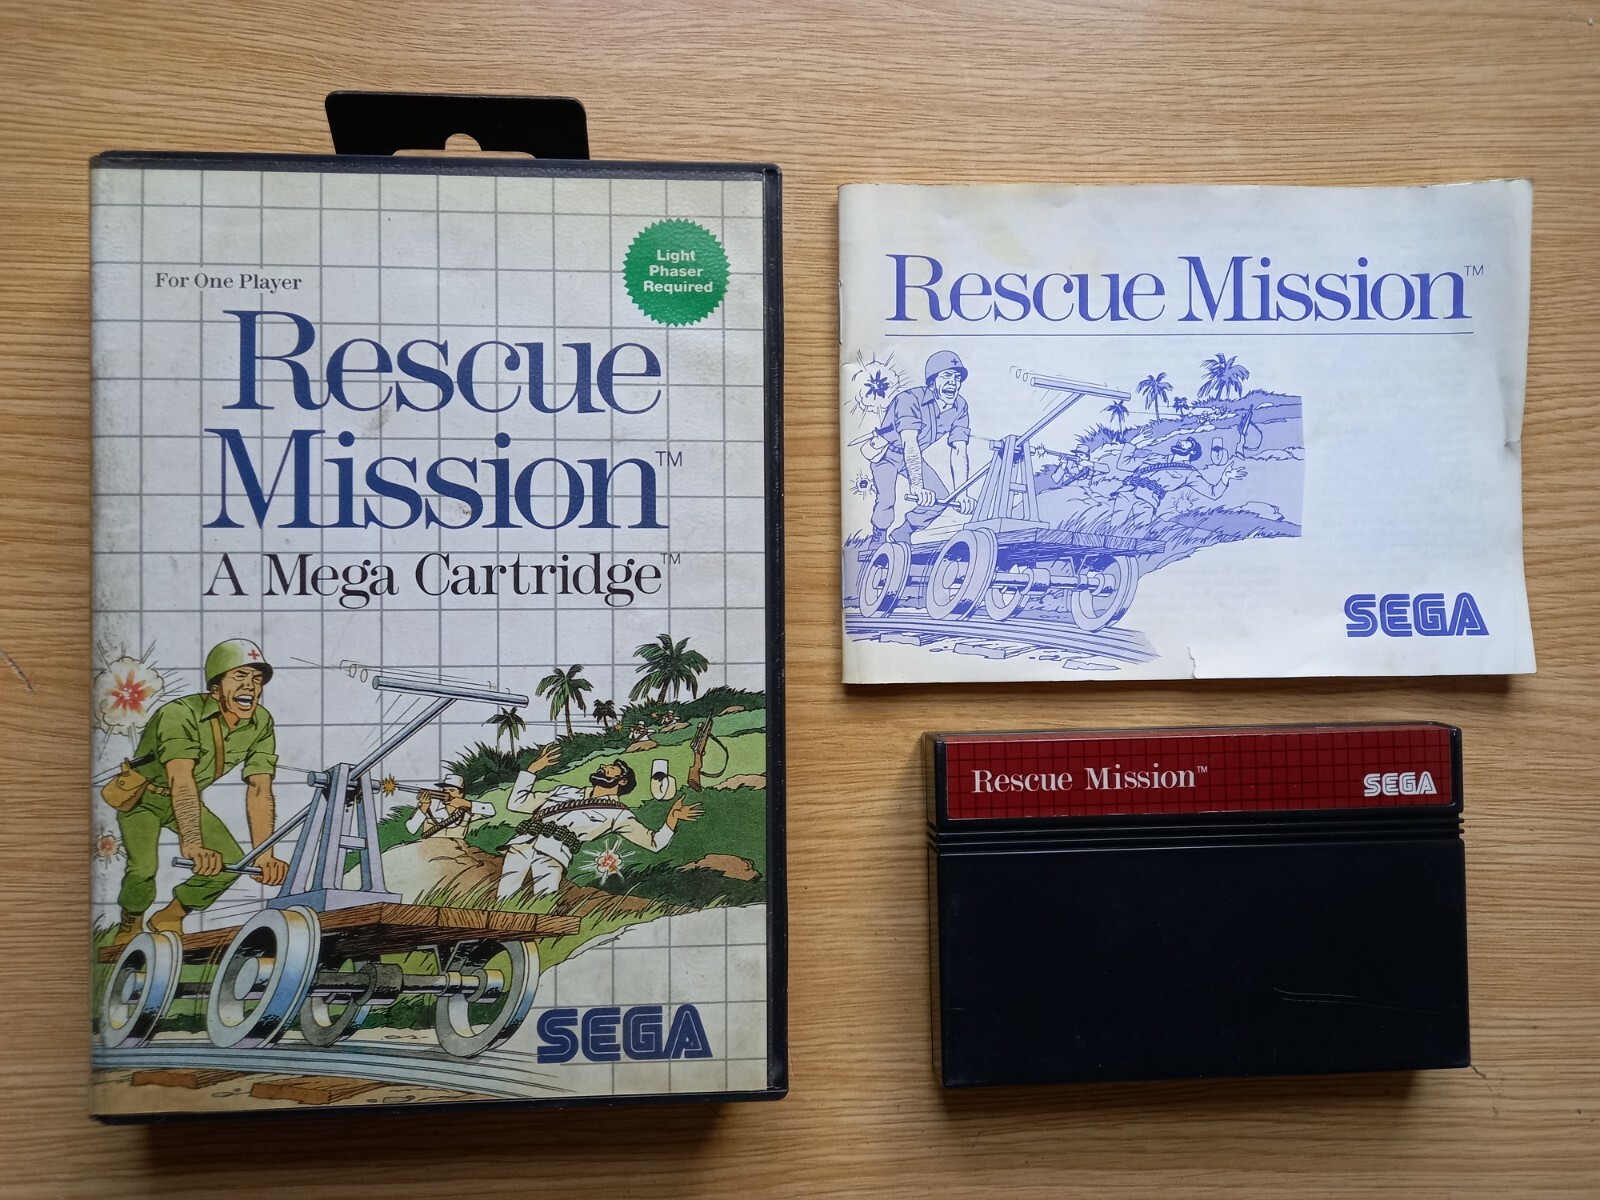 For One Player
Light
Phaser
Required
Rescue
Mission™
A Mega Cartridge™
SEGA
Rescue Mission™
SEGA
Rescue Mission™
SEGA